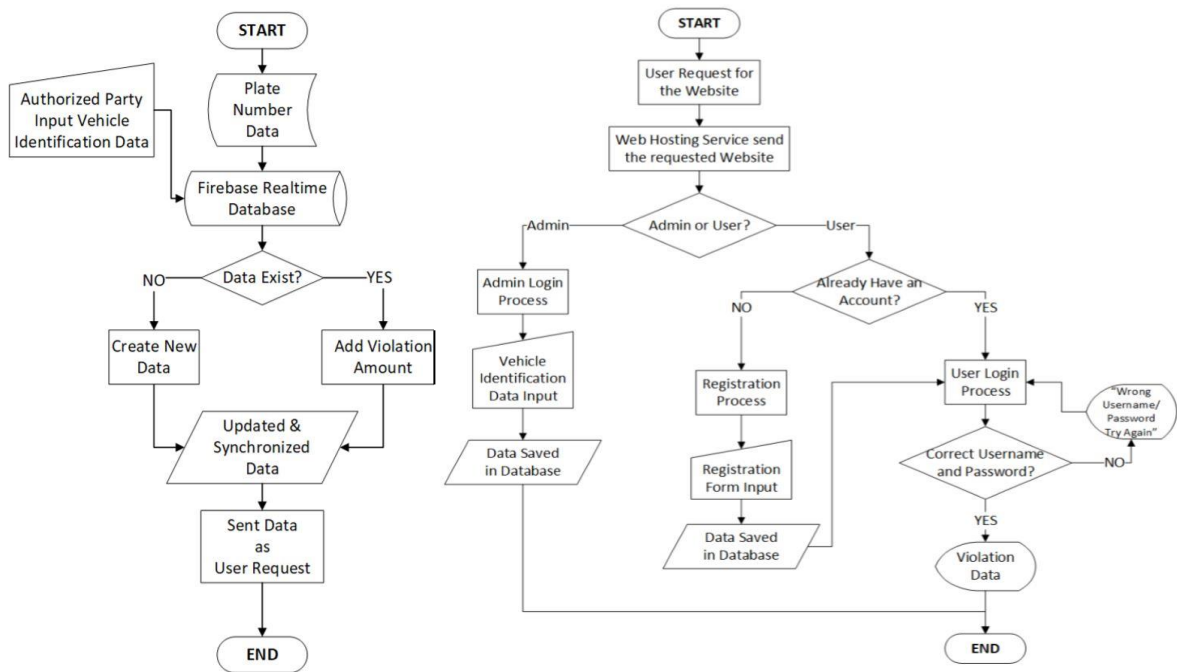 START
Authorized Party
Input Vehicle
Identification Data
Plate
Number
Data
Firebase Realtime
Database
Data Exist?
NO
YES
Create New
Data
Add Violation
Amount
Updated &
Synchronized
Data
Sent Data
as
User Request
END
START
User Request for
the Website
Web Hosting Service send
the requested Website
Admin or User?
Admin
User
Admin Login
Process
Vehicle
Identification
Data Input
Data Saved
in Database
Already Have an
Account?
NO
YES
Registration
Process
Registration
Form Input
Data Saved
in Database
User Login
Process
"Wrong
Username/
Password
Try Again"
Correct Username
and Password?
NO
YES
Violation
Data
END